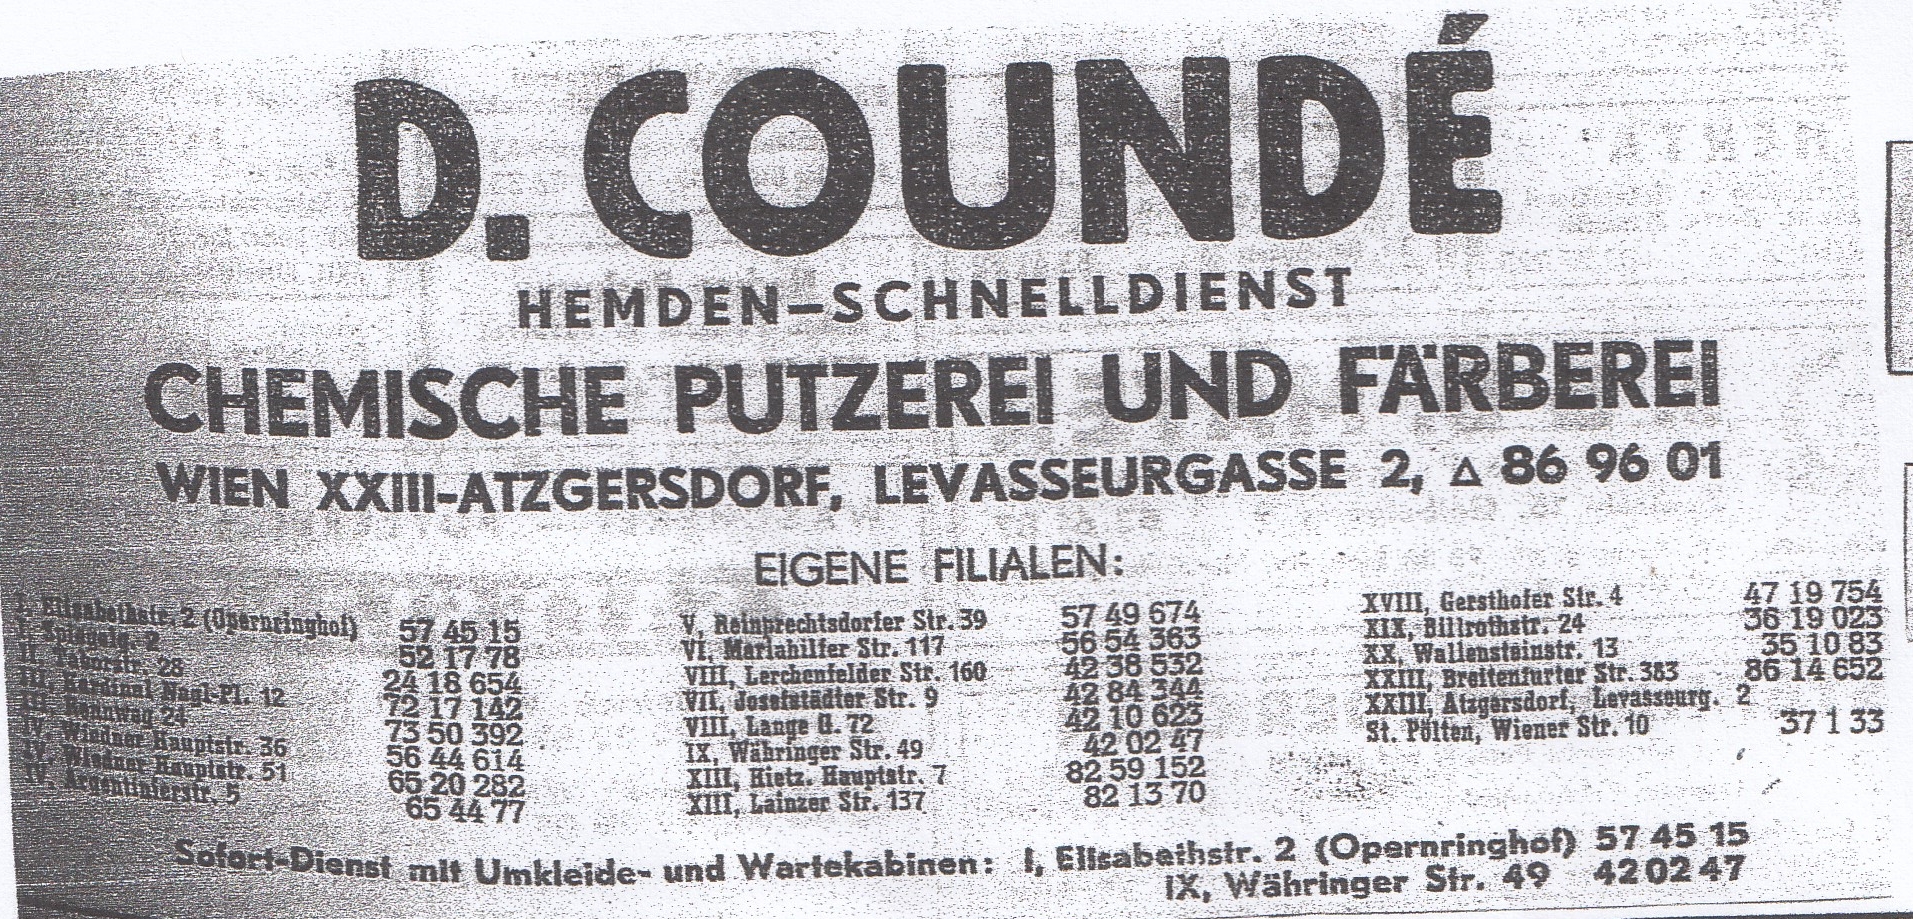 D. COUNDÉ
HEMDEN–SCHNELLDIENST
CHEMISCHE PUTZEREI UND FÄRBEREI
WIEN XXIII-ATZGERSDORF, LEVASSEURGASSE 2, △ 86 96 01
EIGENE FILIALEN:
I, Elisabethstr. 2 (Opernringhof) 57 45 15
I, Spiegelg. 2 52 17 78
II, Taborstr. 28 24 18 654
III, Kardinal Nagl-Pl. 12 72 17 142
III, Rennweg 24 73 50 392
IV, Wiedner Hauptstr. 36 56 44 614
IV, Wiedner Hauptstr. 51 65 20 282
IV, Argentinierstr. 5 65 44 77
V, Reinprechtsdorfer Str. 39 57 49 674
VI, Mariahilfer Str. 117 56 54 363
VIII, Lerchenfelder Str. 160 42 38 532
VII, Josefstädter Str. 9 42 84 344
VIII, Lange G. 72 42 10 623
IX, Währinger Str. 49 42 02 47
XIII, Hietz. Hauptstr. 7 82 59 152
XIII, Lainzer Str. 137 82 13 70
XVIII, Gersthofer Str. 4 47 19 754
XIX, Billrothstr. 24 36 19 023
XX, Wallensteinstr. 13 35 10 83
XXIII, Breitenfurter Str. 383 86 14 652
XXIII, Atzgersdorf, Levasseurg. 2
St. Pölten, Wiener Str. 10 37 1 33
Sofort-Dienst mit Umkleide- und Wartekabinen: I, Elisabethstr. 2 (Opernringhof) 57 45 15
IX, Währinger Str. 49 42 02 47